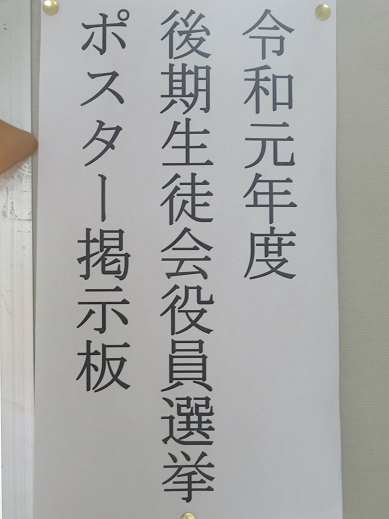 令和元年度
後期生徒会役員選挙
ポスター掲示板